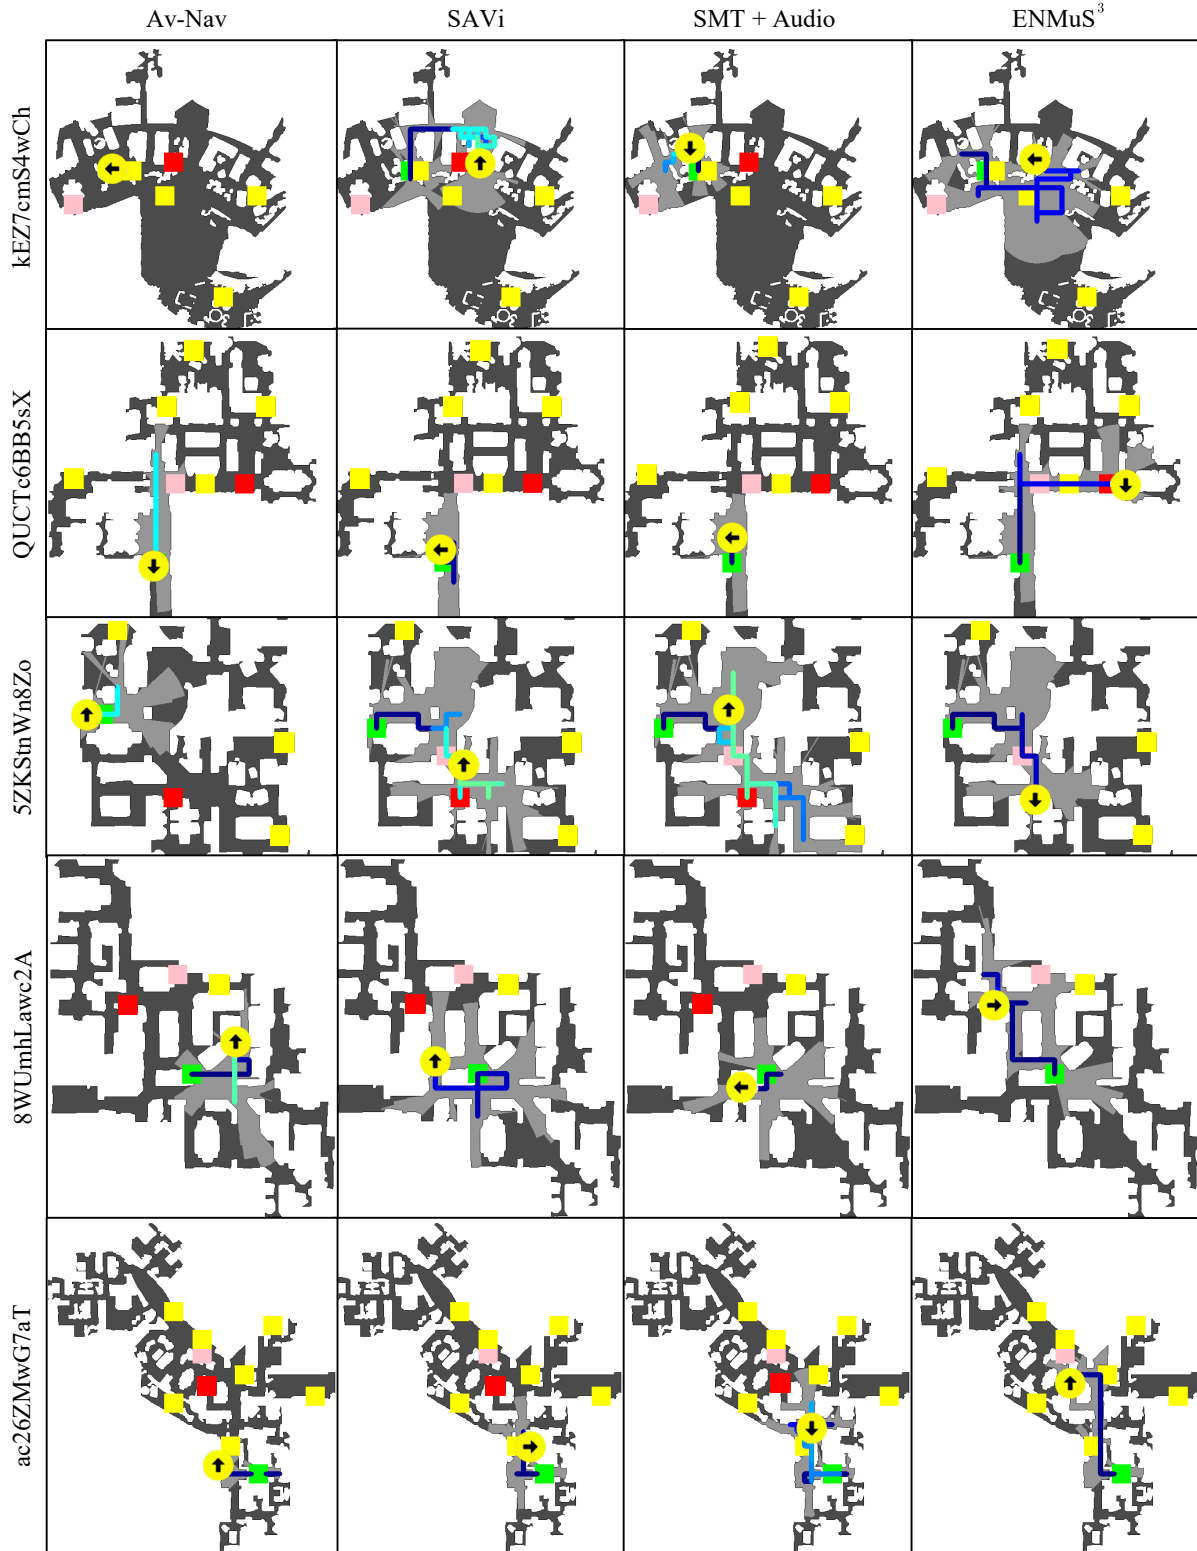 Av-Nav
SAVi
SMT + Audio
ENMuS³
kEZ7cmS4wCh
QUCTc6BB5sX
5ZKStnWn8Zo
8WUmhLawc2A
ac26ZMwG7aT